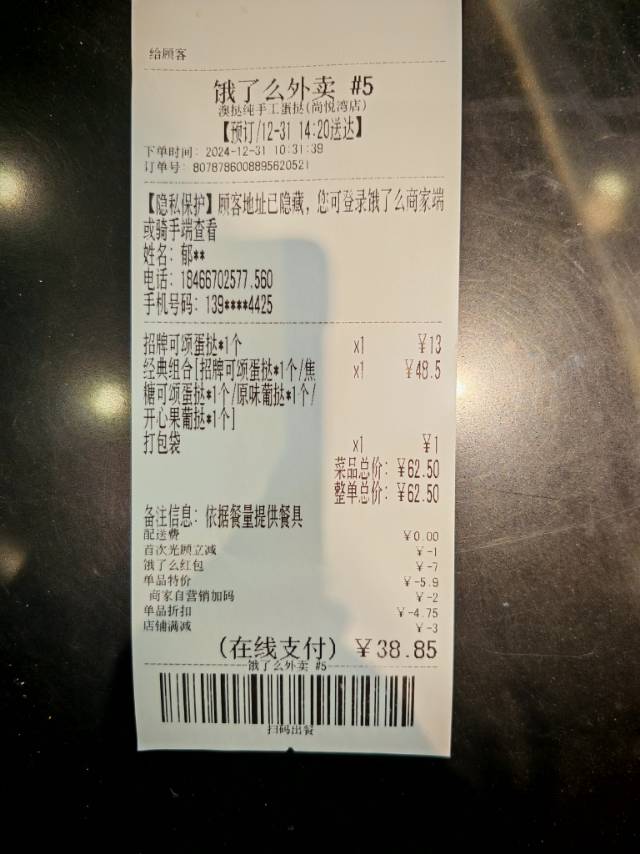 给顾客
饿了么外卖 #5
澳挞纯手工蛋挞(尚悦湾店)
【预订/12-31 14:20送达】
下单时间: 2024-12-31 10:31:39
订单号: 8078786008895620521
【隐私保护】顾客地址已隐藏，您可登录饿了么商家端
或骑手端查看
姓名: 郁**
电话: 18466702577.560
手机号码: 139****4425
招牌可颂蛋挞*1个 x1 ¥13
经典组合[招牌可颂蛋挞*1个/焦 x1 ¥48.5
糖可颂蛋挞*1个/原味葡挞*1个/
开心果葡挞*1个]
打包袋 x1 ¥1
菜品总价: ¥62.50
整单总价: ¥62.50
备注信息: 依据餐量提供餐具
配送费 ¥0.00
首次光顾立减 ¥-1
饿了么红包 ¥-7
单品特价 ¥-5.9
商家自营销加码 ¥-2
单品折扣 ¥-4.75
店铺满减 ¥-3
(在线支付) ¥38.85
饿了么外卖 #5
扫码出餐